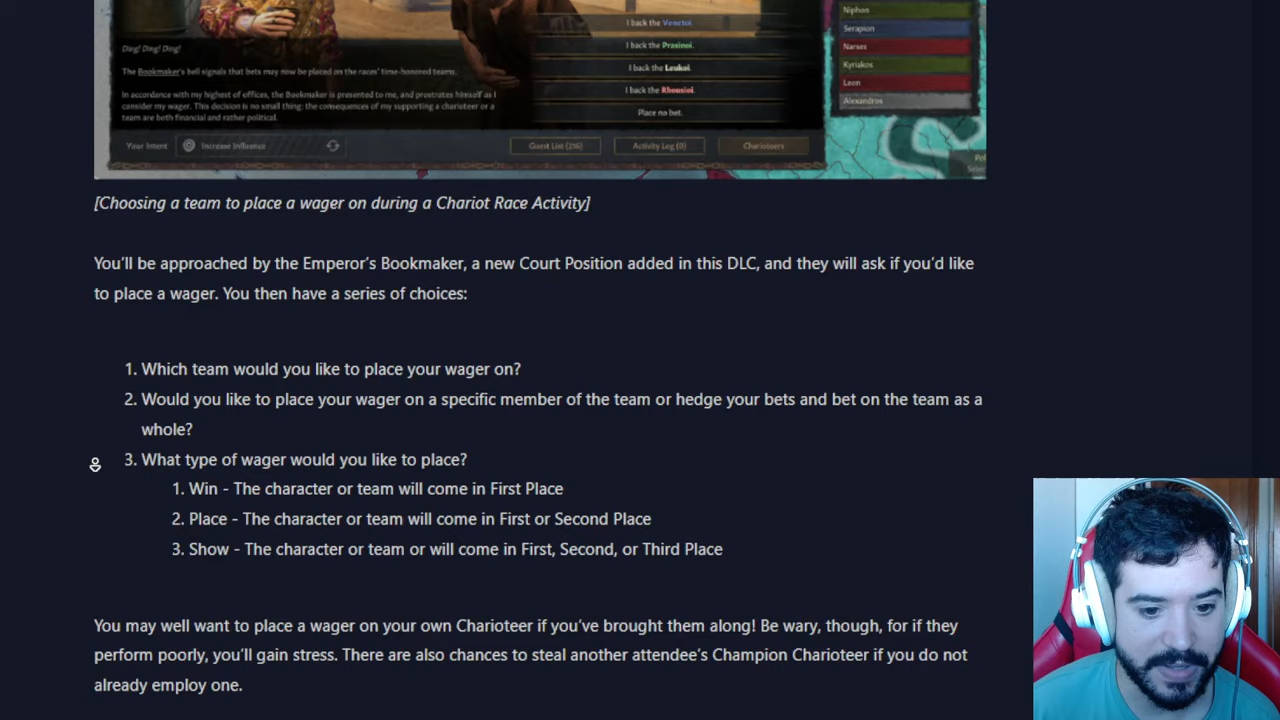 I back the Venetoi.
I back the Prasinoi.
I back the Leukoi.
I back the Rhousioi.
Place no bet.
Ding! Ding! Ding!
The Bookmaker's bell signals that bets may now be placed on the races' time-honored teams.
In accordance with my highest of offices, the Bookmaker is presented to me, and prostrates himself as I
consider my wager. This decision is no small thing: the consequences of my supporting a charioteer or a
team are both financial and rather political.
Your Intent
Increase Influence
Guest List (216)
Activity Log (0)
Charioteers
Niphon
Serapion
Narses
Kyriakos
Leon
Alexandros
[Choosing a team to place a wager on during a Chariot Race Activity]
You'll be approached by the Emperor's Bookmaker, a new Court Position added in this DLC, and they will ask if you'd like
to place a wager. You then have a series of choices:
1. Which team would you like to place your wager on?
2. Would you like to place your wager on a specific member of the team or hedge your bets and bet on the team as a
whole?
3. What type of wager would you like to place?
1. Win - The character or team will come in First Place
2. Place - The character or team will come in First or Second Place
3. Show - The character or team or will come in First, Second, or Third Place
You may well want to place a wager on your own Charioteer if you've brought them along! Be wary, though, for if they
perform poorly, you'll gain stress. There are also chances to steal another attendee's Champion Charioteer if you do not
already employ one.